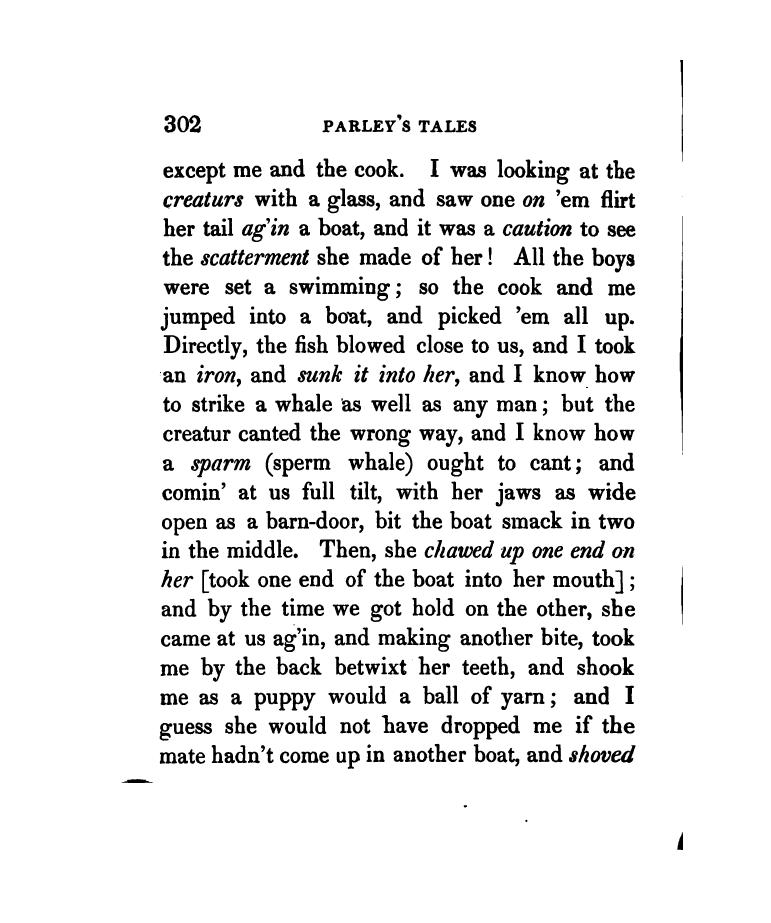 302 PARLEY'S TALES
except me and the cook. I was looking at the
creaturs with a glass, and saw one on 'em flirt
her tail ag'in a boat, and it was a caution to see
the scatterment she made of her! All the boys
were set a swimming; so the cook and me
jumped into a boat, and picked 'em all up.
Directly, the fish blowed close to us, and I took
an iron, and sunk it into her, and I know how
to strike a whale as well as any man; but the
creatur canted the wrong way, and I know how
a sparm (sperm whale) ought to cant; and
comin' at us full tilt, with her jaws as wide
open as a barn-door, bit the boat smack in two
in the middle. Then, she chawed up one end on
her [took one end of the boat into her mouth];
and by the time we got hold on the other, she
came at us ag'in, and making another bite, took
me by the back betwixt her teeth, and shook
me as a puppy would a ball of yarn; and I
guess she would not have dropped me if the
mate hadn't come up in another boat, and shoved